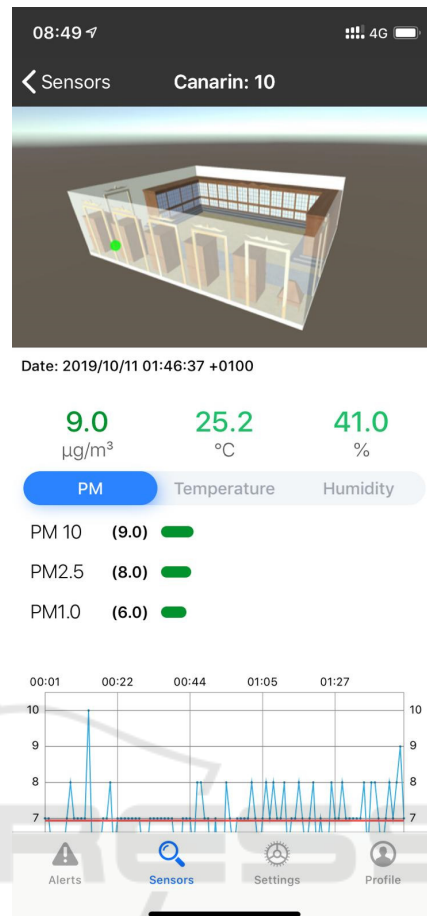 08:49 4G
Sensors Canarin: 10
Date: 2019/10/11 01:46:37 +0100
9.0 25.2 41.0
µg/m³ °C %
PM Temperature Humidity
PM 10 (9.0)
PM2.5 (8.0)
PM1.0 (6.0)
00:01 00:22 00:44 01:05 01:27
10 10
9 9
8 8
7 7
Alerts Sensors Settings Profile